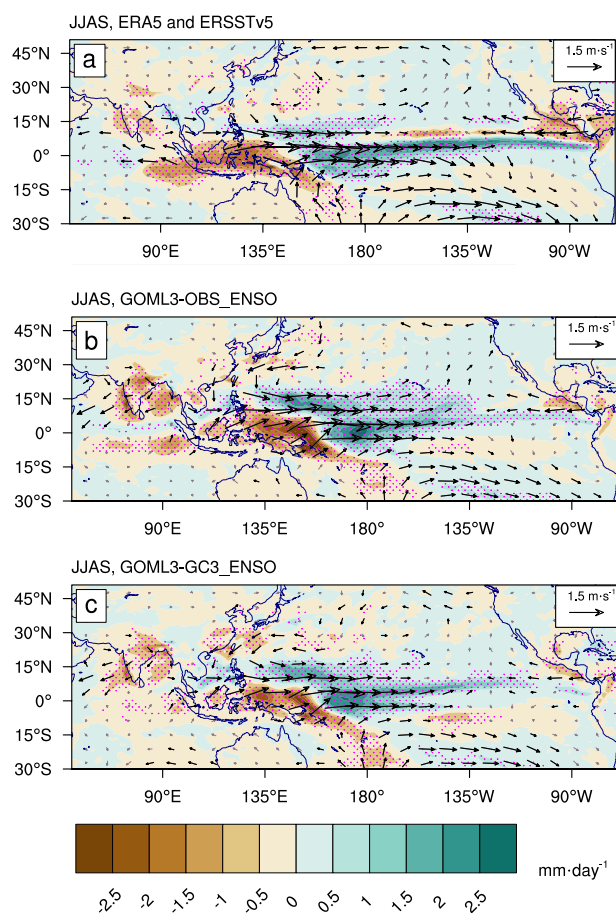 JJAS, ERA5 and ERSSTv5
a
1.5 m·s⁻¹
45°N
30°N
15°N
0°
15°S
30°S
90°E 135°E 180° 135°W 90°W
JJAS, GOML3-OBS_ENSO
b
1.5 m·s⁻¹
45°N
30°N
15°N
0°
15°S
30°S
90°E 135°E 180° 135°W 90°W
JJAS, GOML3-GC3_ENSO
c
1.5 m·s⁻¹
45°N
30°N
15°N
0°
15°S
30°S
90°E 135°E 180° 135°W 90°W
mm·day⁻¹
-2.5 -2 -1.5 -1 -0.5 0 0.5 1 1.5 2 2.5